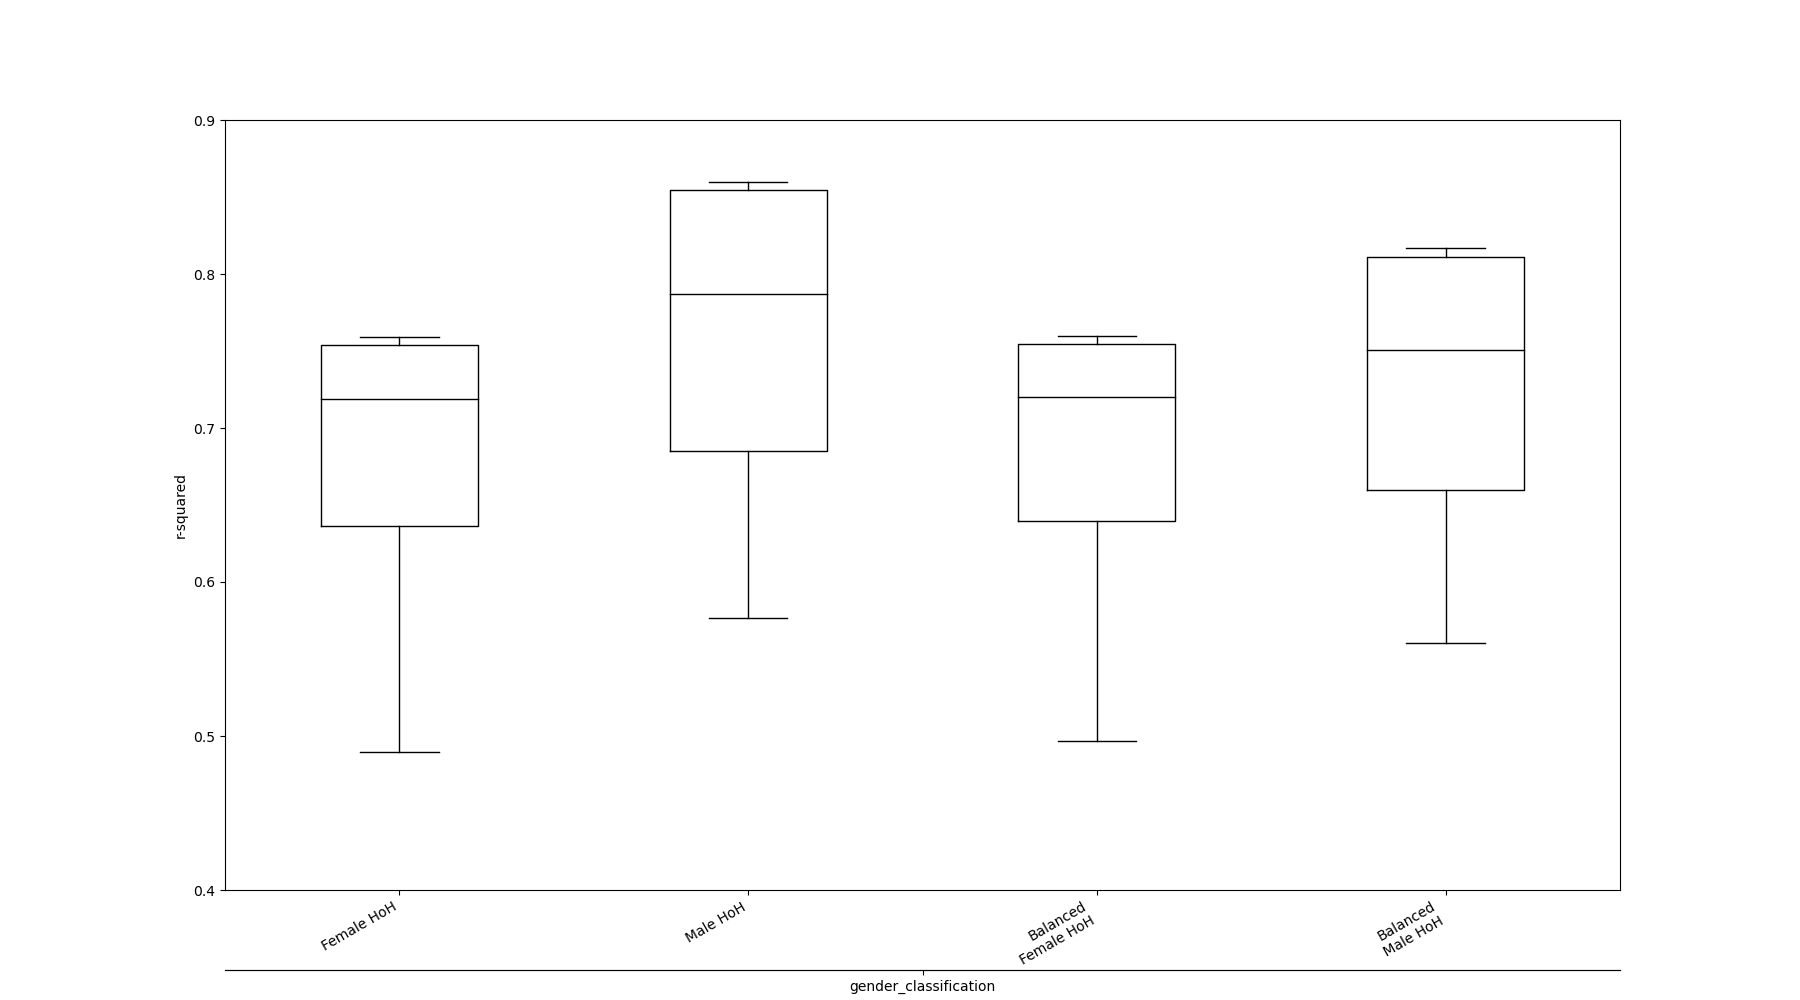 0.9
0.8
0.7
0.6
0.5
0.4
r-squared
Female HoH
Male HoH
Balanced
Female HoH
Balanced
Male HoH
gender_classification